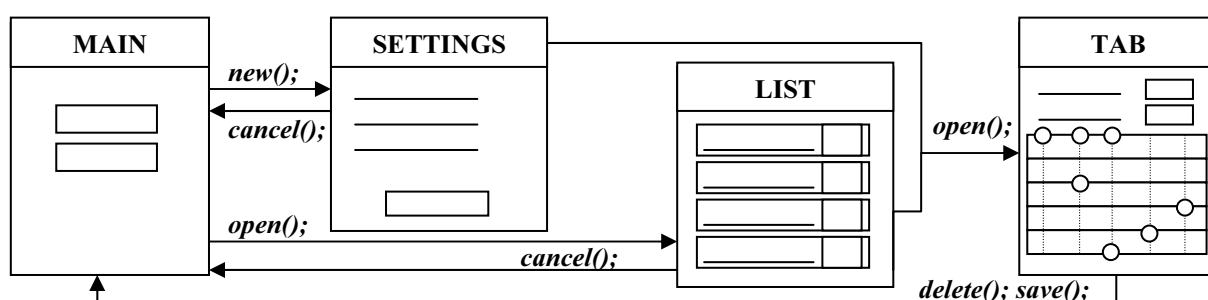 MAIN
SETTINGS
TAB
new();
LIST
cancel();
open();
open();
cancel();
delete(); save();